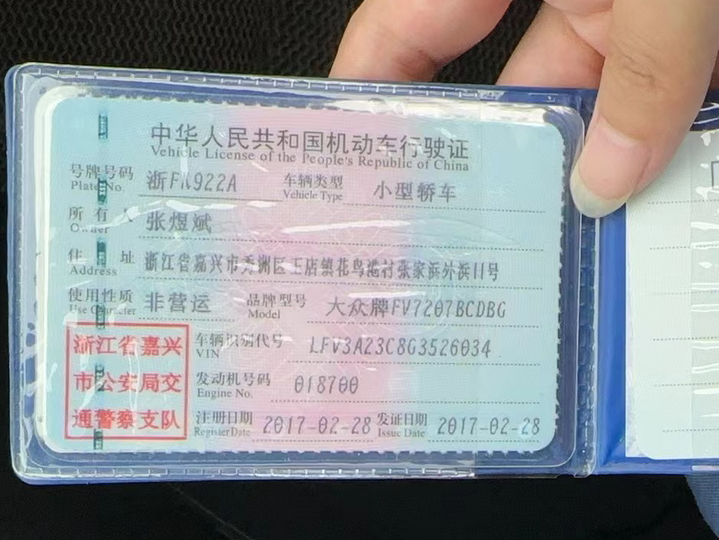 中华人民共和国机动车行驶证
Vehicle License of the People's Republic of China
号牌号码 浙FR922A 车辆类型 小型轿车
Plate No. Vehicle Type
所有人 张煜斌
Owner
住址 浙江省嘉兴市秀洲区王店镇花鸟港村张家浜外浜11号
Address
使用性质 非营运 品牌型号 大众牌FV7207BCDBG
Use Character Model
浙江省嘉兴市公安局交通警察支队
车辆识别代号 LFV3A23C8G3526034
VIN
发动机号码 018700
Engine No.
注册日期 2017-02-28 发证日期 2017-02-28
Register Date Issue Date